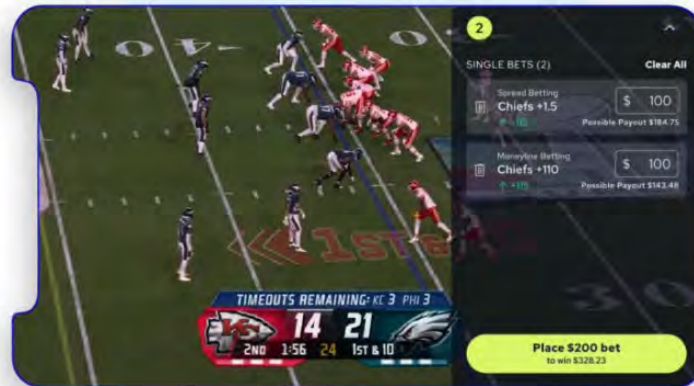 2
SINGLE BETS (2)
Clear All
Spread Betting
Chiefs +1.5
$ 100
Possible Payout $184.75
Moneyline Betting
Chiefs +110
$ 100
Possible Payout $143.48
1ST &
TIMEOUTS REMAINING: KC 3 PHI 3
KC 14 21
2ND 1:56 24 1ST & 10
Place $200 bet
to win $328.23